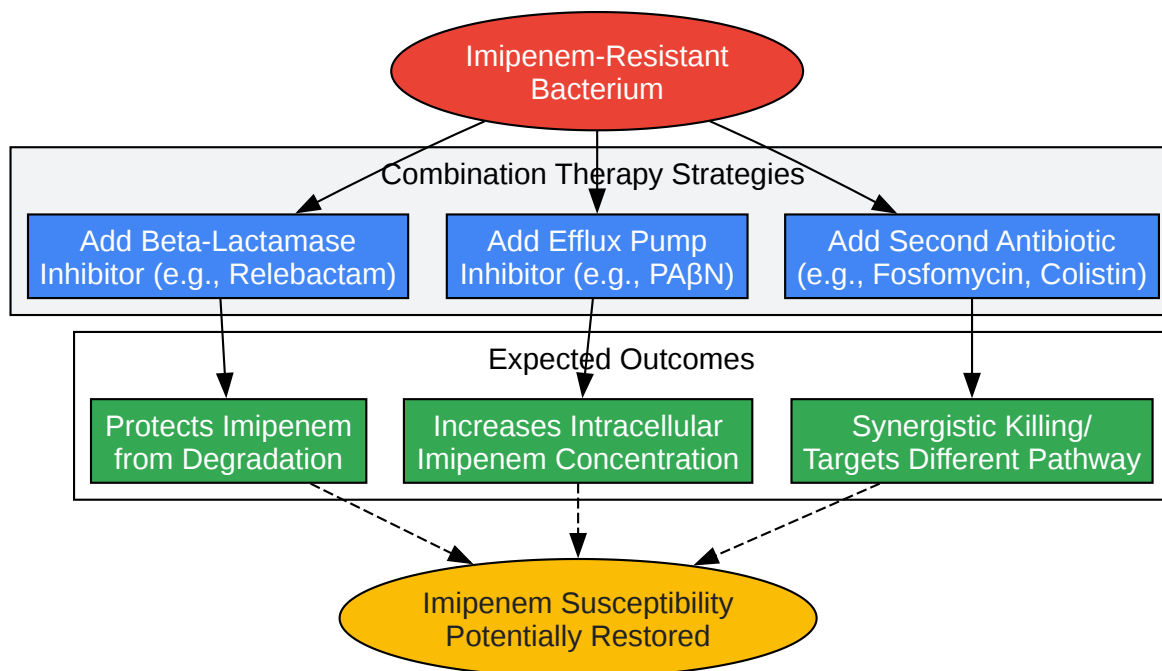 Imipenem-Resistant
Bacterium
Combination Therapy Strategies
Add Beta-Lactamase
Inhibitor (e.g., Relebactam)
Add Efflux Pump
Inhibitor (e.g., PAβN)
Add Second Antibiotic
(e.g., Fosfomycin, Colistin)
Expected Outcomes
Protects Imipenem
from Degradation
Increases Intracellular
Imipenem Concentration
Synergistic Killing/
Targets Different Pathway
Imipenem Susceptibility
Potentially Restored